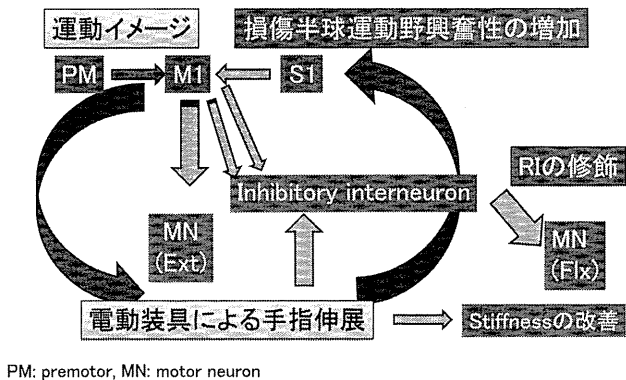 運動イメージ
損傷半球運動野興奮性の増加
PM
M1
S1
RIの修飾
Inhibitory interneuron
MN
(Ext)
MN
(Flx)
電動装具による手指伸展
Stiffnessの改善
PM: premotor, MN: motor neuron